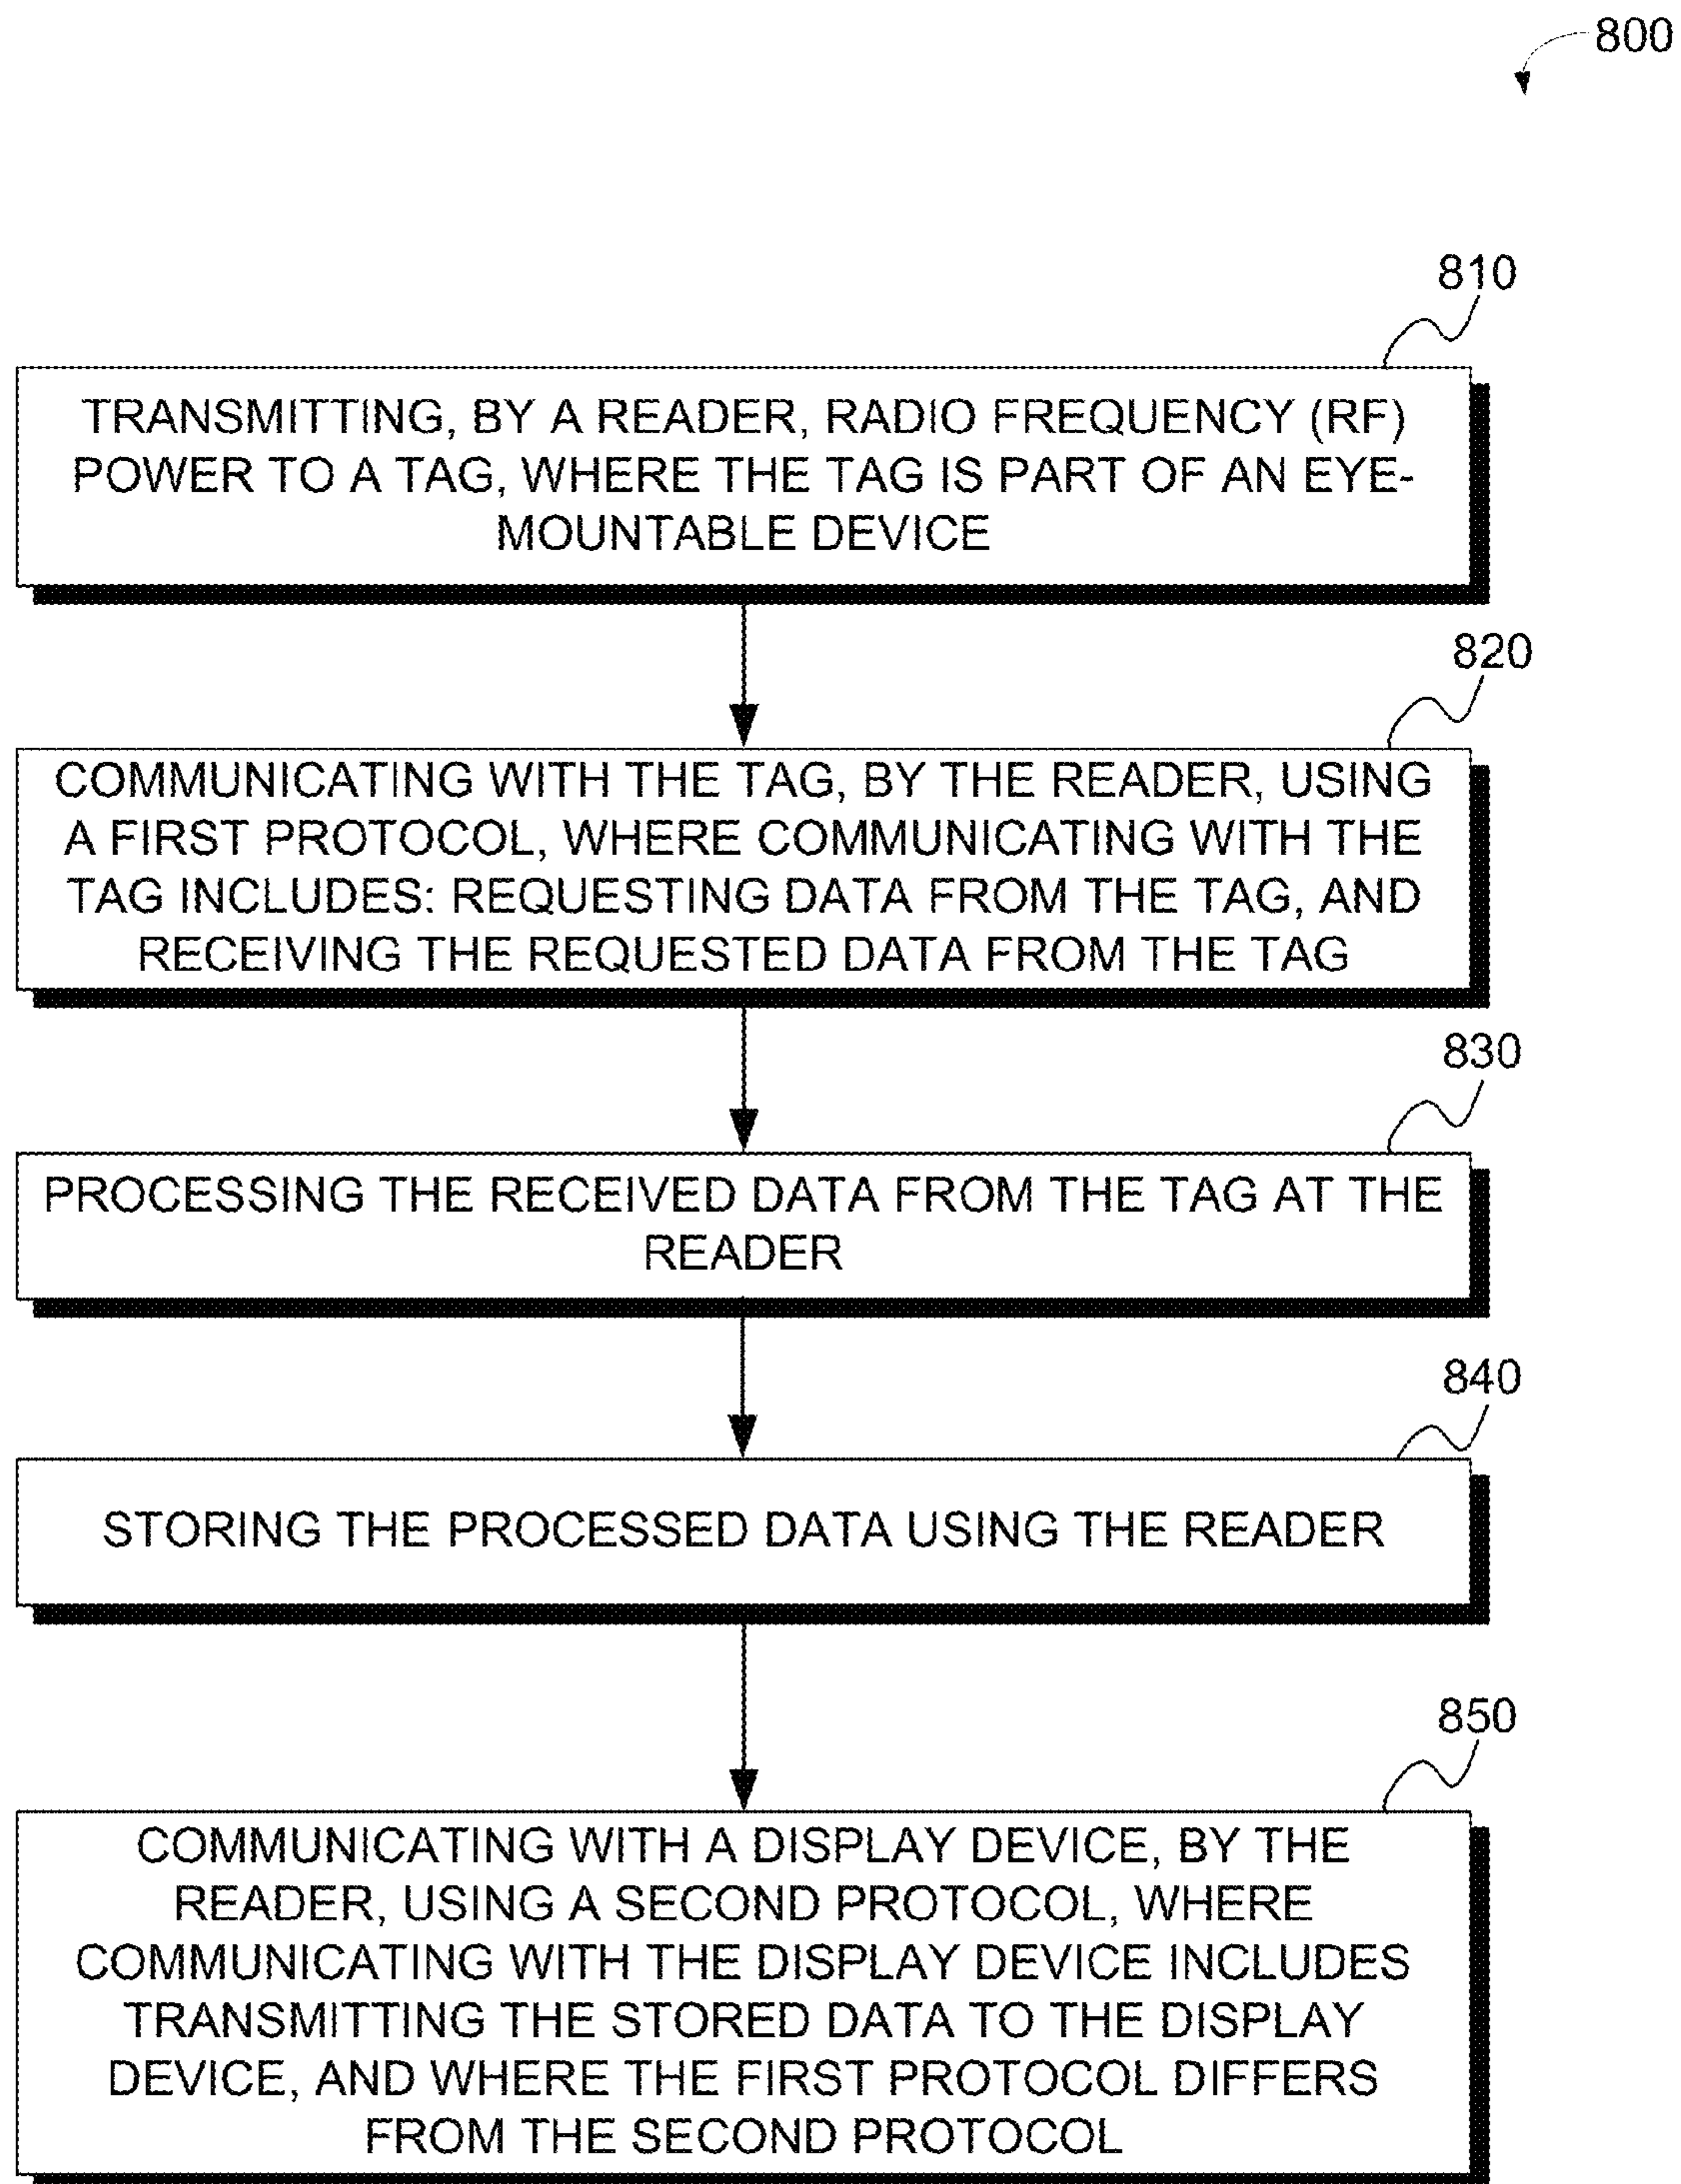 800
810
TRANSMITTING, BY A READER, RADIO FREQUENCY (RF)
POWER TO A TAG, WHERE THE TAG IS PART OF AN EYE-
MOUNTABLE DEVICE
820
COMMUNICATING WITH THE TAG, BY THE READER, USING
A FIRST PROTOCOL, WHERE COMMUNICATING WITH THE
TAG INCLUDES: REQUESTING DATA FROM THE TAG, AND
RECEIVING THE REQUESTED DATA FROM THE TAG
830
PROCESSING THE RECEIVED DATA FROM THE TAG AT THE
READER
840
STORING THE PROCESSED DATA USING THE READER
850
COMMUNICATING WITH A DISPLAY DEVICE, BY THE
READER, USING A SECOND PROTOCOL, WHERE
COMMUNICATING WITH THE DISPLAY DEVICE INCLUDES
TRANSMITTING THE STORED DATA TO THE DISPLAY
DEVICE, AND WHERE THE FIRST PROTOCOL DIFFERS
FROM THE SECOND PROTOCOL